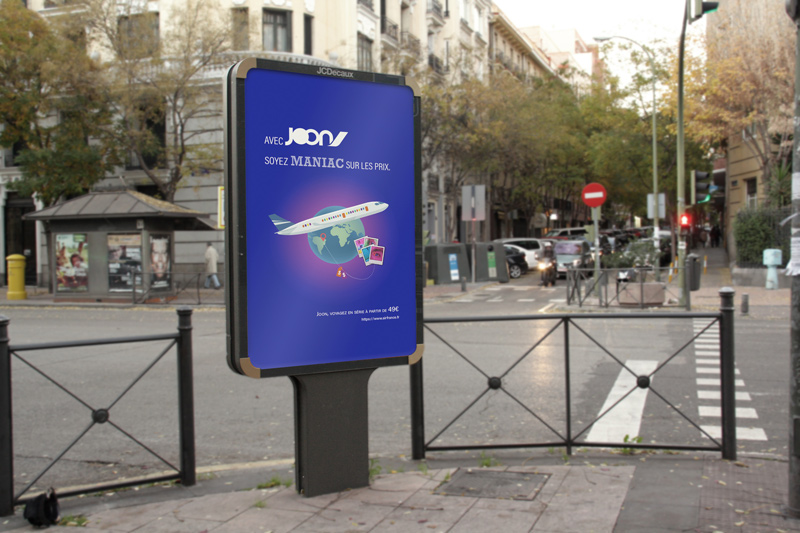 JCDecaux
AVEC JOON
SOYEZ MANIAC SUR LES PRIX.
JOON, VOYAGEZ EN SÉRIE À PARTIR DE 49€
https://www.airfrance.fr